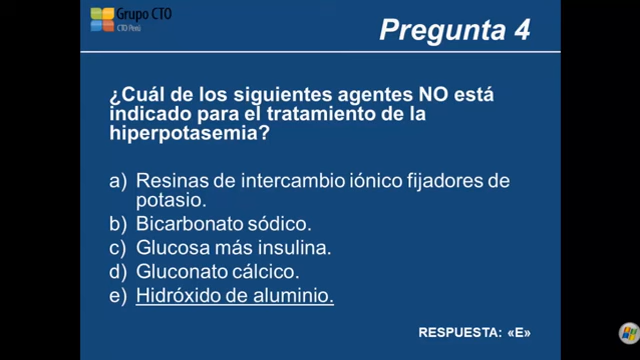 Grupo CTO
CTO Perú
Pregunta 4
¿Cuál de los siguientes agentes NO está
indicado para el tratamiento de la
hiperpotasemia?
a) Resinas de intercambio iónico fijadores de
potasio.
b) Bicarbonato sódico.
c) Glucosa más insulina.
d) Gluconato cálcico.
e) Hidróxido de aluminio.
RESPUESTA: «E»